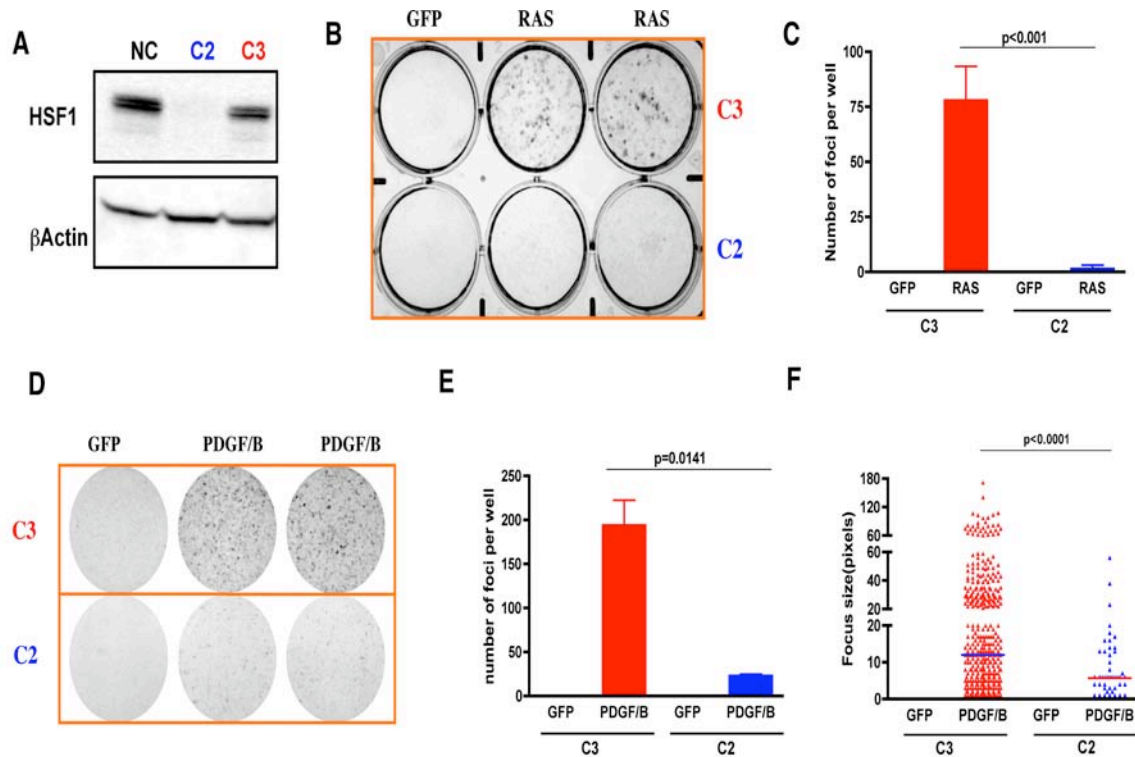 A
NC C2 C3
HSF1
βActin
B
GFP RAS RAS
C3
C2
C
p<0.001
Number of foci per well
100
75
50
25
0
GFP RAS GFP RAS
C3 C2
D
GFP PDGF/B PDGF/B
C3
C2
E
p=0.0141
number of foci per well
250
200
150
100
50
0
GFP PDGF/B GFP PDGF/B
C3 C2
F
p<0.0001
Focus size(pixels)
180
120
60
60
40
20
20
10
0
GFP PDGF/B GFP PDGF/B
C3 C2